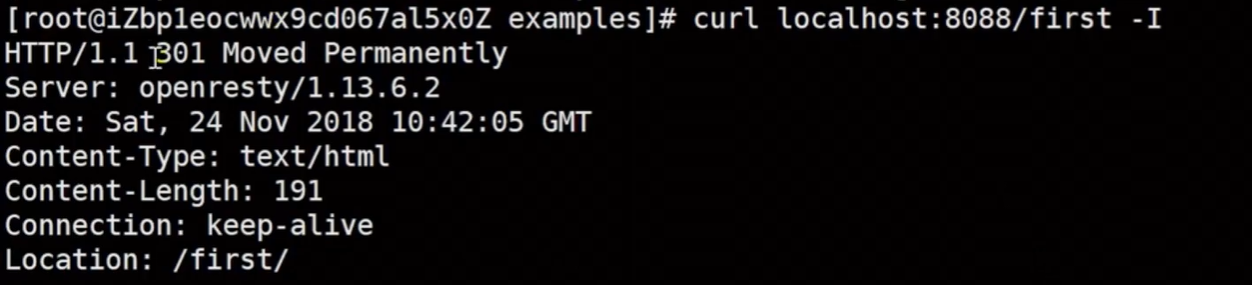 [root@iZbp1eocwwx9cd067al5x0Z examples]# curl localhost:8088/first -I
HTTP/1.1 301 Moved Permanently
Server: openresty/1.13.6.2
Date: Sat, 24 Nov 2018 10:42:05 GMT
Content-Type: text/html
Content-Length: 191
Connection: keep-alive
Location: /first/